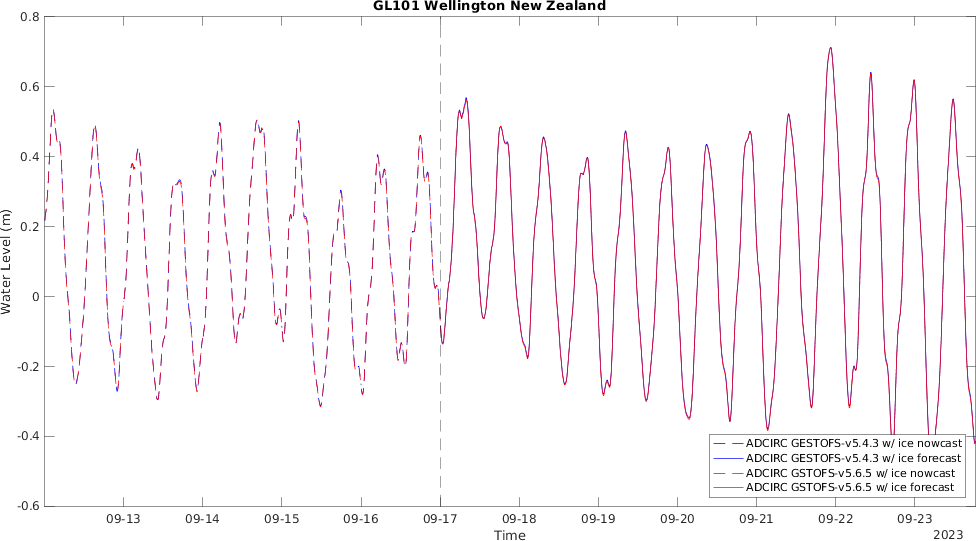 GL101 Wellington New Zealand
0.8
0.6
0.4
0.2
0
-0.2
-0.4
-0.6
Water Level (m)
09-13 09-14 09-15 09-16 09-17 09-18 09-19 09-20 09-21 09-22 09-23
Time
2023
ADCIRC GESTOFS-v5.4.3 w/ ice nowcast
ADCIRC GESTOFS-v5.4.3 w/ ice forecast
ADCIRC GSTOFS-v5.6.5 w/ ice nowcast
ADCIRC GSTOFS-v5.6.5 w/ ice forecast